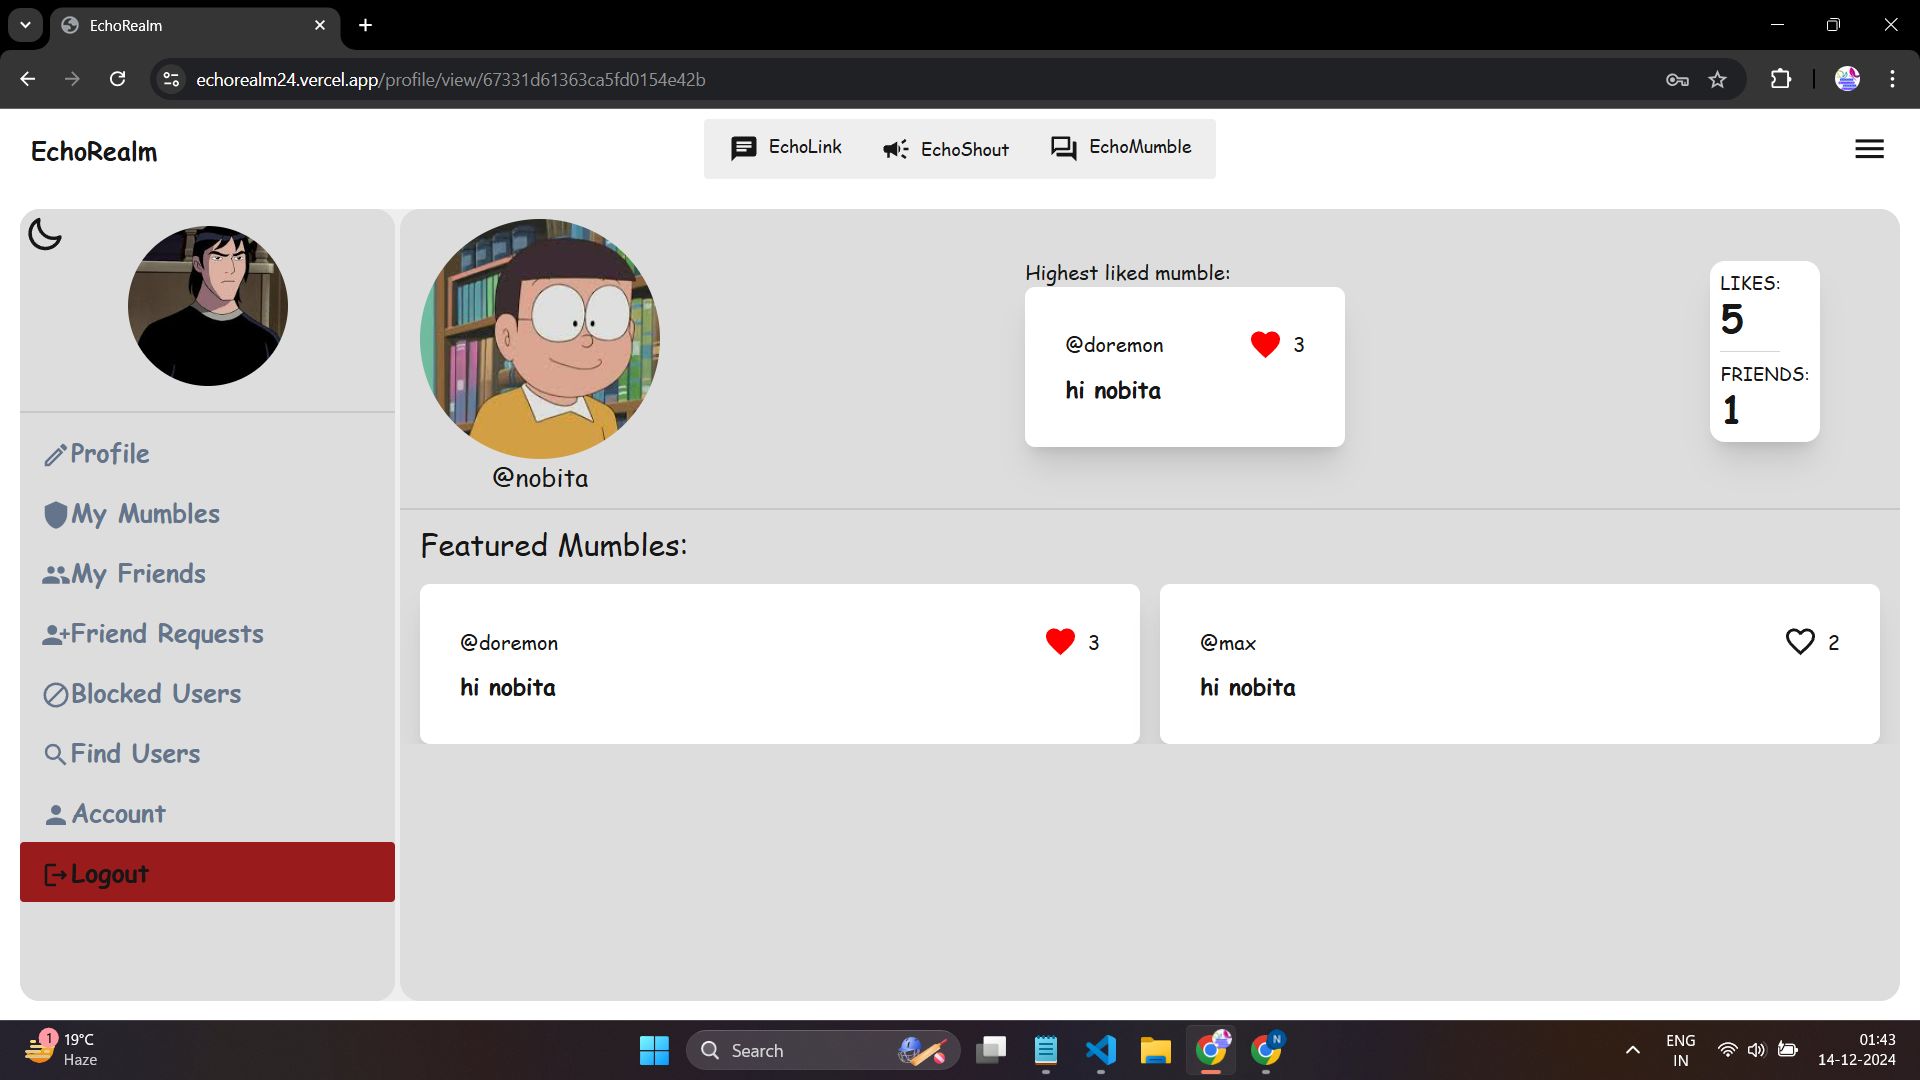 EchoRealm
echorealm24.vercel.app/profile/view/67331d61363ca5fd0154e42b
EchoRealm
EchoLink
EchoShout
EchoMumble
Profile
My Mumbles
My Friends
Friend Requests
Blocked Users
Find Users
Account
Logout
@nobita
Highest liked mumble:
@doremon 3
hi nobita
LIKES:
5
FRIENDS:
1
Featured Mumbles:
@doremon 3
hi nobita
@max 2
hi nobita
1
19°C
Haze
Search
N
ENG
IN
01:43
14-12-2024